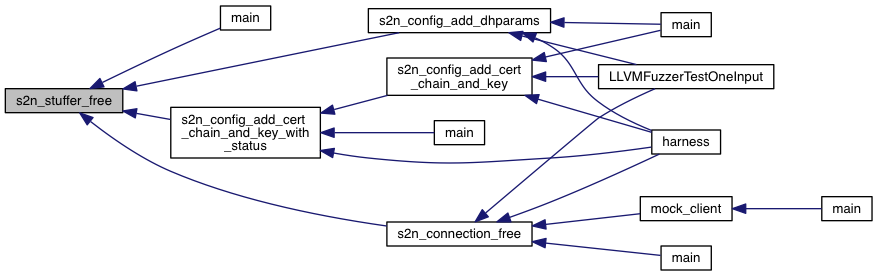 main
s2n_config_add_dhparams
main
s2n_config_add_cert
_chain_and_key
LLVMFuzzerTestOneInput
s2n_stuffer_free
s2n_config_add_cert
_chain_and_key_with
_status
main
harness
mock_client
main
s2n_connection_free
main